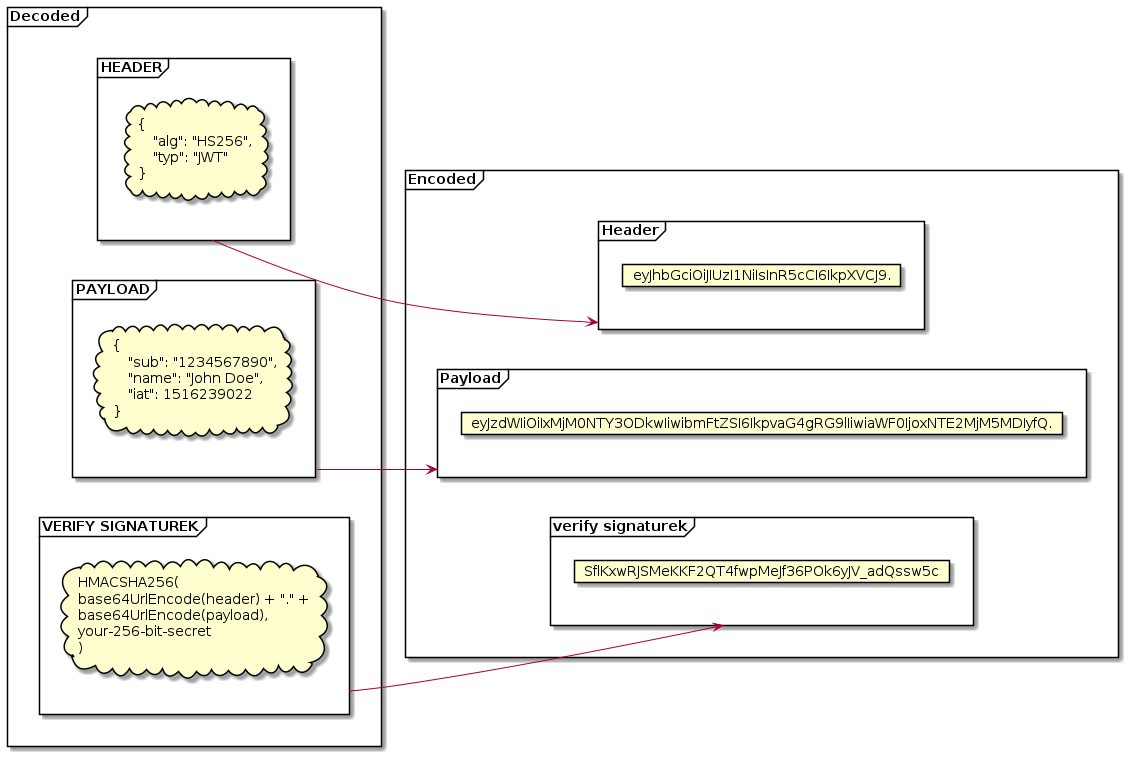 Decoded
HEADER
{
"alg": "HS256",
"typ": "JWT"
}
PAYLOAD
{
"sub": "1234567890",
"name": "John Doe",
"iat": 1516239022
}
VERIFY SIGNATUREK
HMACSHA256(
base64UrlEncode(header) + "." +
base64UrlEncode(payload),
your-256-bit-secret
)
Encoded
Header
eyJhbGciOiJIUzI1NiIsInR5cCI6IkpXVCJ9.
Payload
eyJzdWIiOiIxMjM0NTY3ODkwIiwibmFtZSI6IkpvaG4gRG9lIiwiaWF0IjoxNTE2MjM5MDIyfQ.
verify signaturek
SflKxwRJSMeKKF2QT4fwpMeJf36POk6yJV_adQssw5c